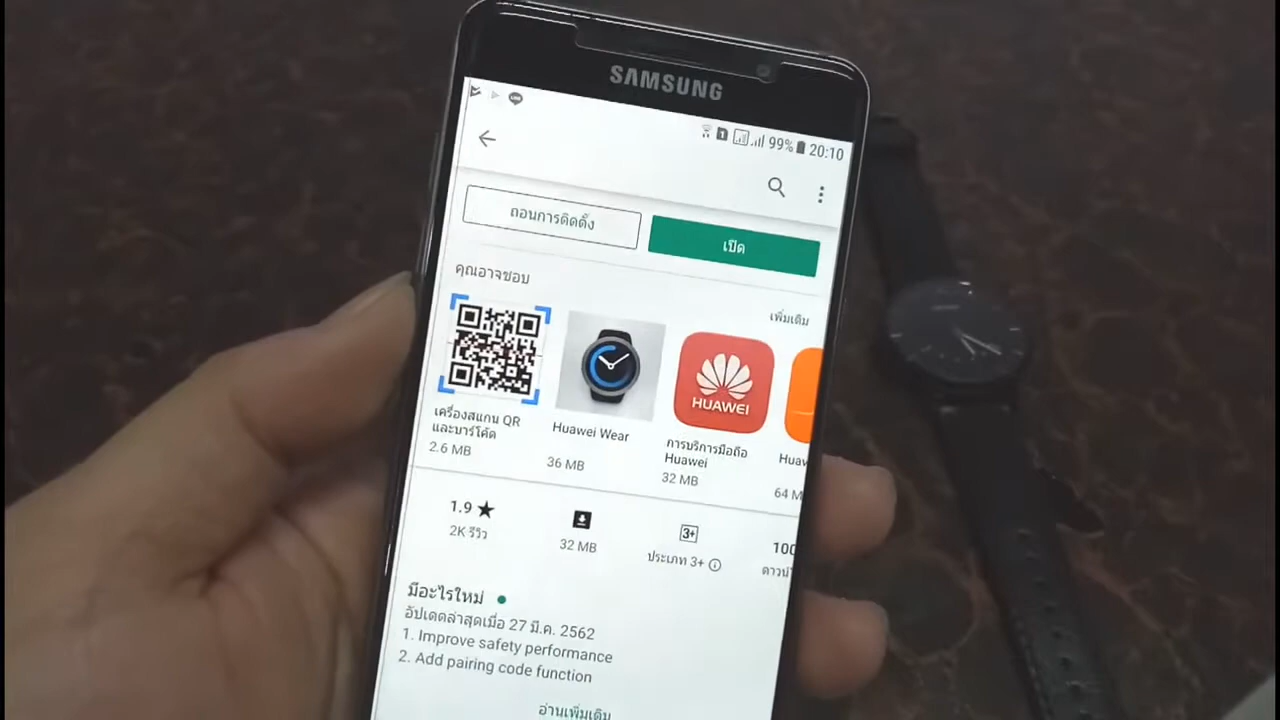 SAMSUNG
99% 20:10
ถอนการติดตั้ง
เปิด
คุณอาจชอบ
เพิ่มเติม
HUAWEI
เครื่องสแกน QR
และบาร์โค้ด
2.6 MB
Huawei Wear
36 MB
การบริการมือถือ
Huawei
32 MB
Huaw
64 M
1.9 ★
2K รีวิว
32 MB
3+
ประเภท 3+
100
ดาวน์
มีอะไรใหม่
อัปเดตล่าสุดเมื่อ 27 มี.ค. 2562
1. Improve safety performance
2. Add pairing code function
อ่านเพิ่มเติม